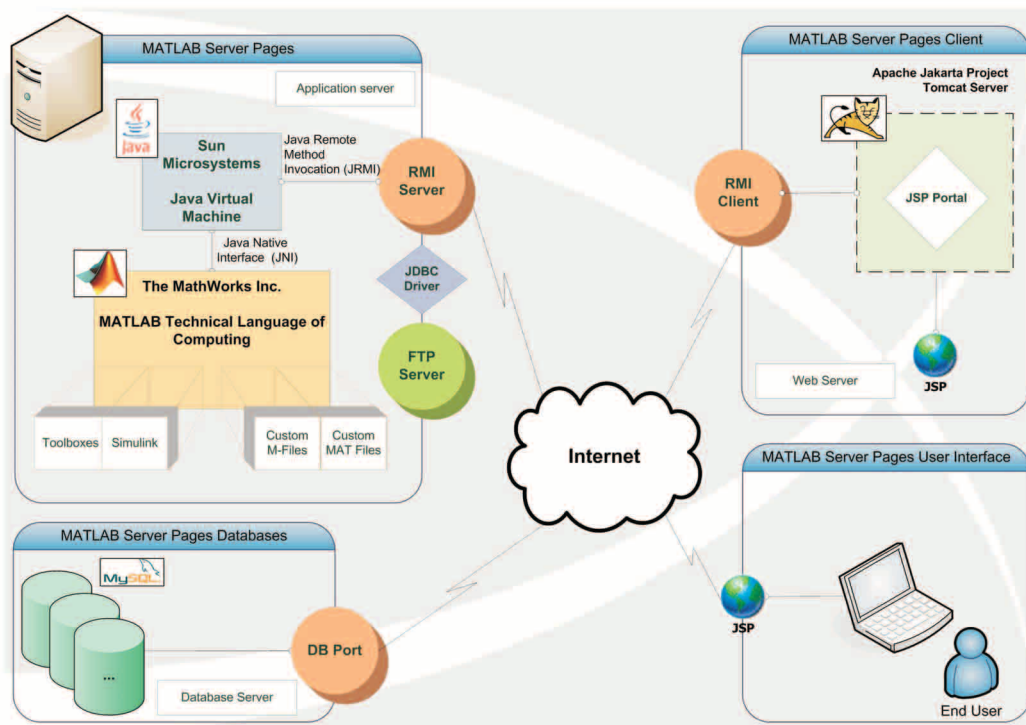 MATLAB Server Pages
Application server
Java
Sun
Microsystems
Java Virtual
Machine
Java Remote
Method
Invocation (JRMI)
RMI
Server
Java Native
Interface (JNI)
JDBC
Driver
The MathWorks Inc.
MATLAB Technical Language of
Computing
FTP
Server
Toolboxes
Simulink
Custom
M-Files
Custom
MAT Files
MATLAB Server Pages Client
Apache Jakarta Project
Tomcat Server
RMI
Client
JSP Portal
Web Server
JSP
Internet
MATLAB Server Pages Databases
MySQL
...
DB Port
Database Server
MATLAB Server Pages User Interface
JSP
End User